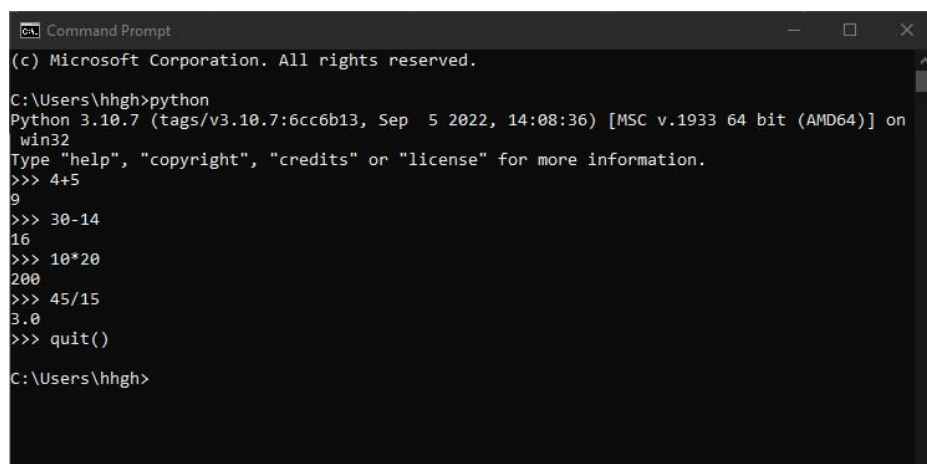 Command Prompt
(c) Microsoft Corporation. All rights reserved.
C:\Users\hhgh>python
Python 3.10.7 (tags/v3.10.7:6cc6b13, Sep  5 2022, 14:08:36) [MSC v.1933 64 bit (AMD64)] on
 win32
Type "help", "copyright", "credits" or "license" for more information.
>>> 4+5
9
>>> 30-14
16
>>> 10*20
200
>>> 45/15
3.0
>>> quit()
C:\Users\hhgh>